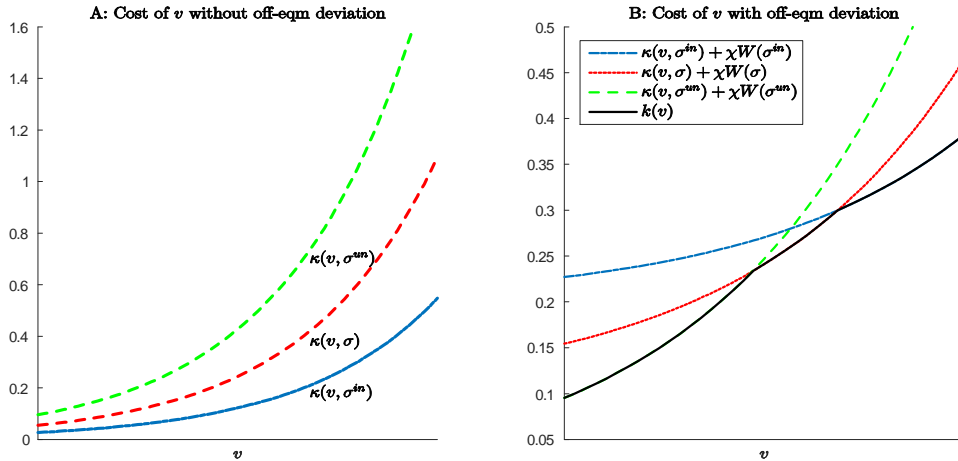 A: Cost of v without off-eqm deviation
1.6
1.4
1.2
1
0.8
0.6
0.4
0.2
0
κ(v, σ^{un})
κ(v, σ)
κ(v, σ^{in})
v
B: Cost of v with off-eqm deviation
0.5
0.45
0.4
0.35
0.3
0.25
0.2
0.15
0.1
0.05
κ(v, σ^{in}) + χW(σ^{in})
κ(v, σ) + χW(σ)
κ(v, σ^{un}) + χW(σ^{un})
k(v)
v